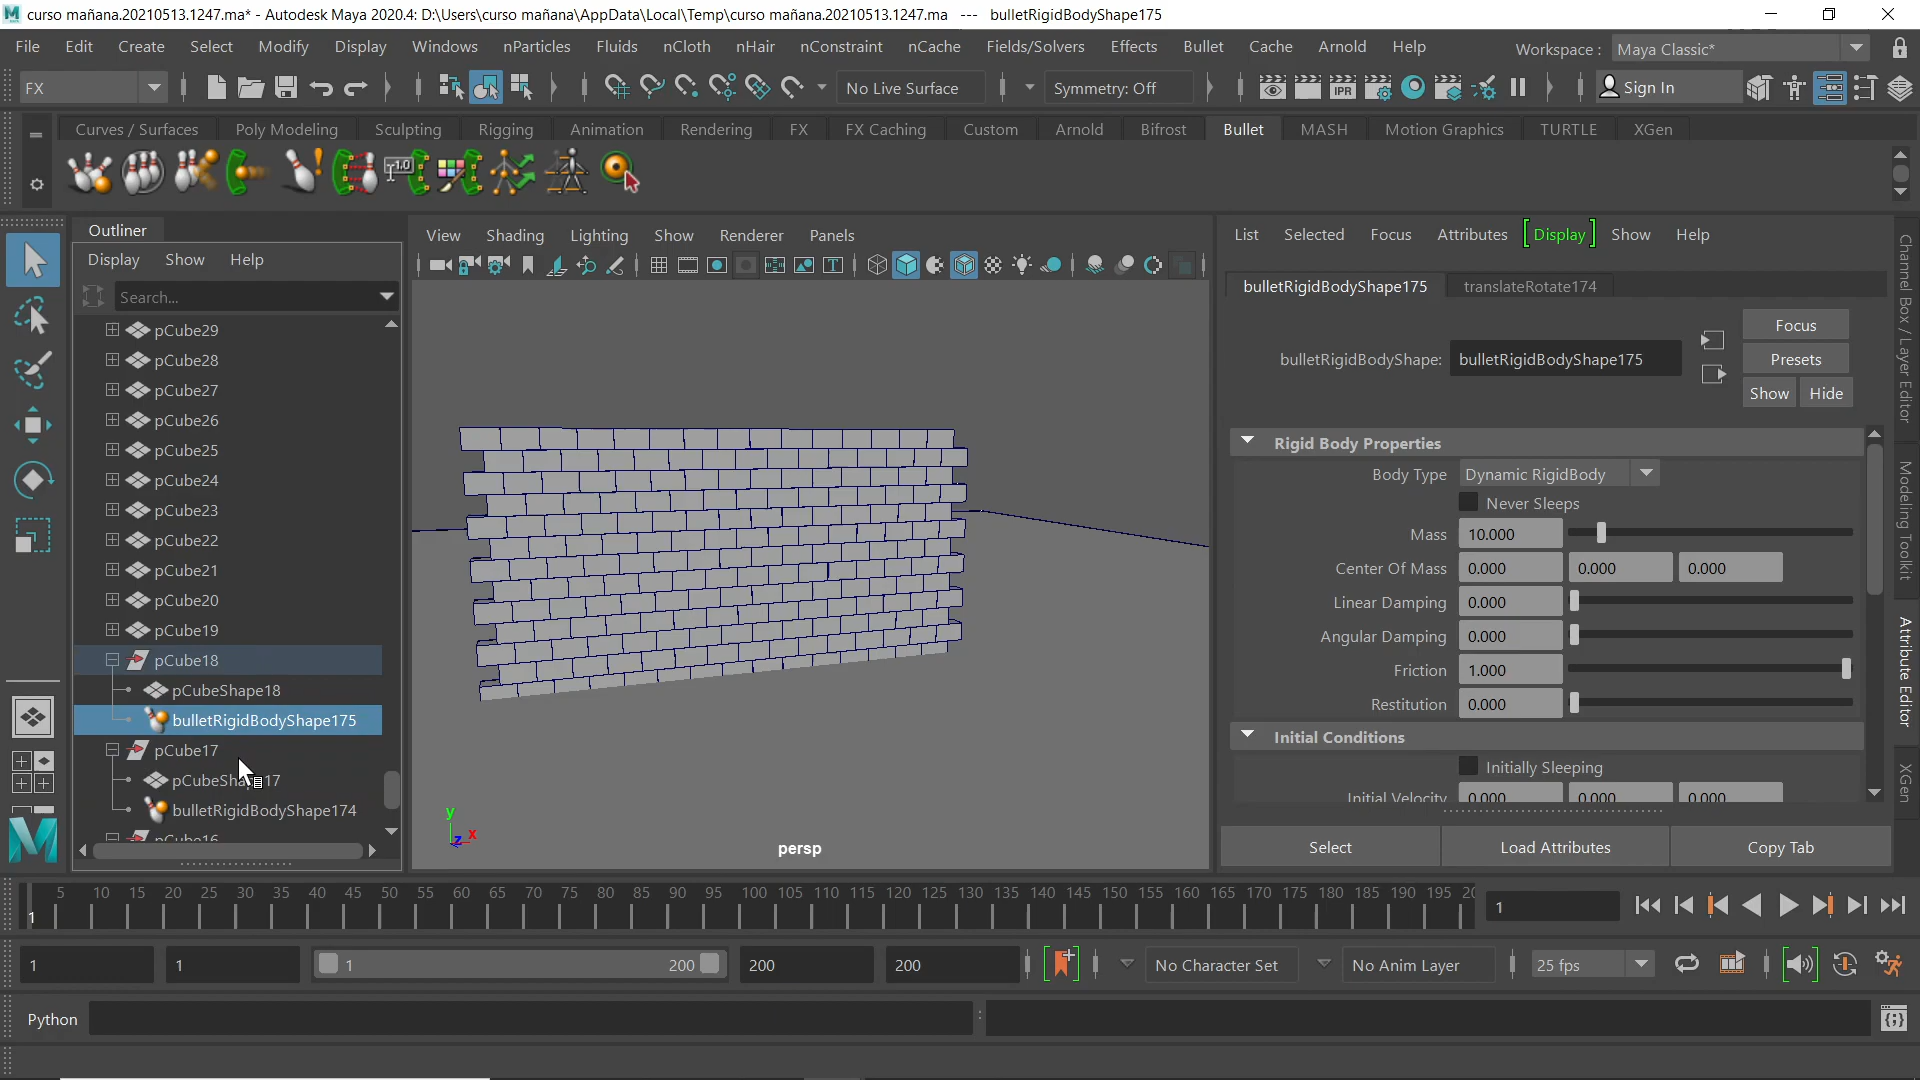 curso mañana.20210513.1247.ma* - Autodesk Maya 2020.4: D:\Users\curso mañana\AppData\Local\Temp\curso mañana.20210513.1247.ma --- bulletRigidBodyShape175
File Edit Create Select Modify Display Windows nParticles Fluids nCloth nHair nConstraint nCache Fields/Solvers Effects Bullet Cache Arnold Help Workspace : Maya Classic*
FX No Live Surface Symmetry: Off IPR Sign In
Curves / Surfaces Poly Modeling Sculpting Rigging Animation Rendering FX FX Caching Custom Arnold Bifrost Bullet MASH Motion Graphics TURTLE XGen
1.0
Outliner
Display Show Help
Search...
pCube29
pCube28
pCube27
pCube26
pCube25
pCube24
pCube23
pCube22
pCube21
pCube20
pCube19
pCube18
pCubeShape18
bulletRigidBodyShape175
pCube17
pCubeSha 17
bulletRigidBodyShape174
pCube16
View Shading Lighting Show Renderer Panels
y
z x
persp
List Selected Focus Attributes Display Show Help
bulletRigidBodyShape175 translateRotate174
bulletRigidBodyShape: bulletRigidBodyShape175
Focus
Presets
Show Hide
Rigid Body Properties
Body Type Dynamic RigidBody
Never Sleeps
Mass 10.000
Center Of Mass 0.000 0.000 0.000
Linear Damping 0.000
Angular Damping 0.000
Friction 1.000
Restitution 0.000
Initial Conditions
Initially Sleeping
Initial Velocity 0.000 0.000 0.000
Select Load Attributes Copy Tab
Channel Box / Layer Editor
Modeling Toolkit
Attribute Editor
XGen
5 10 15 20 25 30 35 40 45 50 55 60 65 70 75 80 85 90 95 100 105 110 115 120 125 130 135 140 145 150 155 160 165 170 175 180 185 190 195 20
1 1
1 1 1 200 200 200 No Character Set No Anim Layer 25 fps
Python